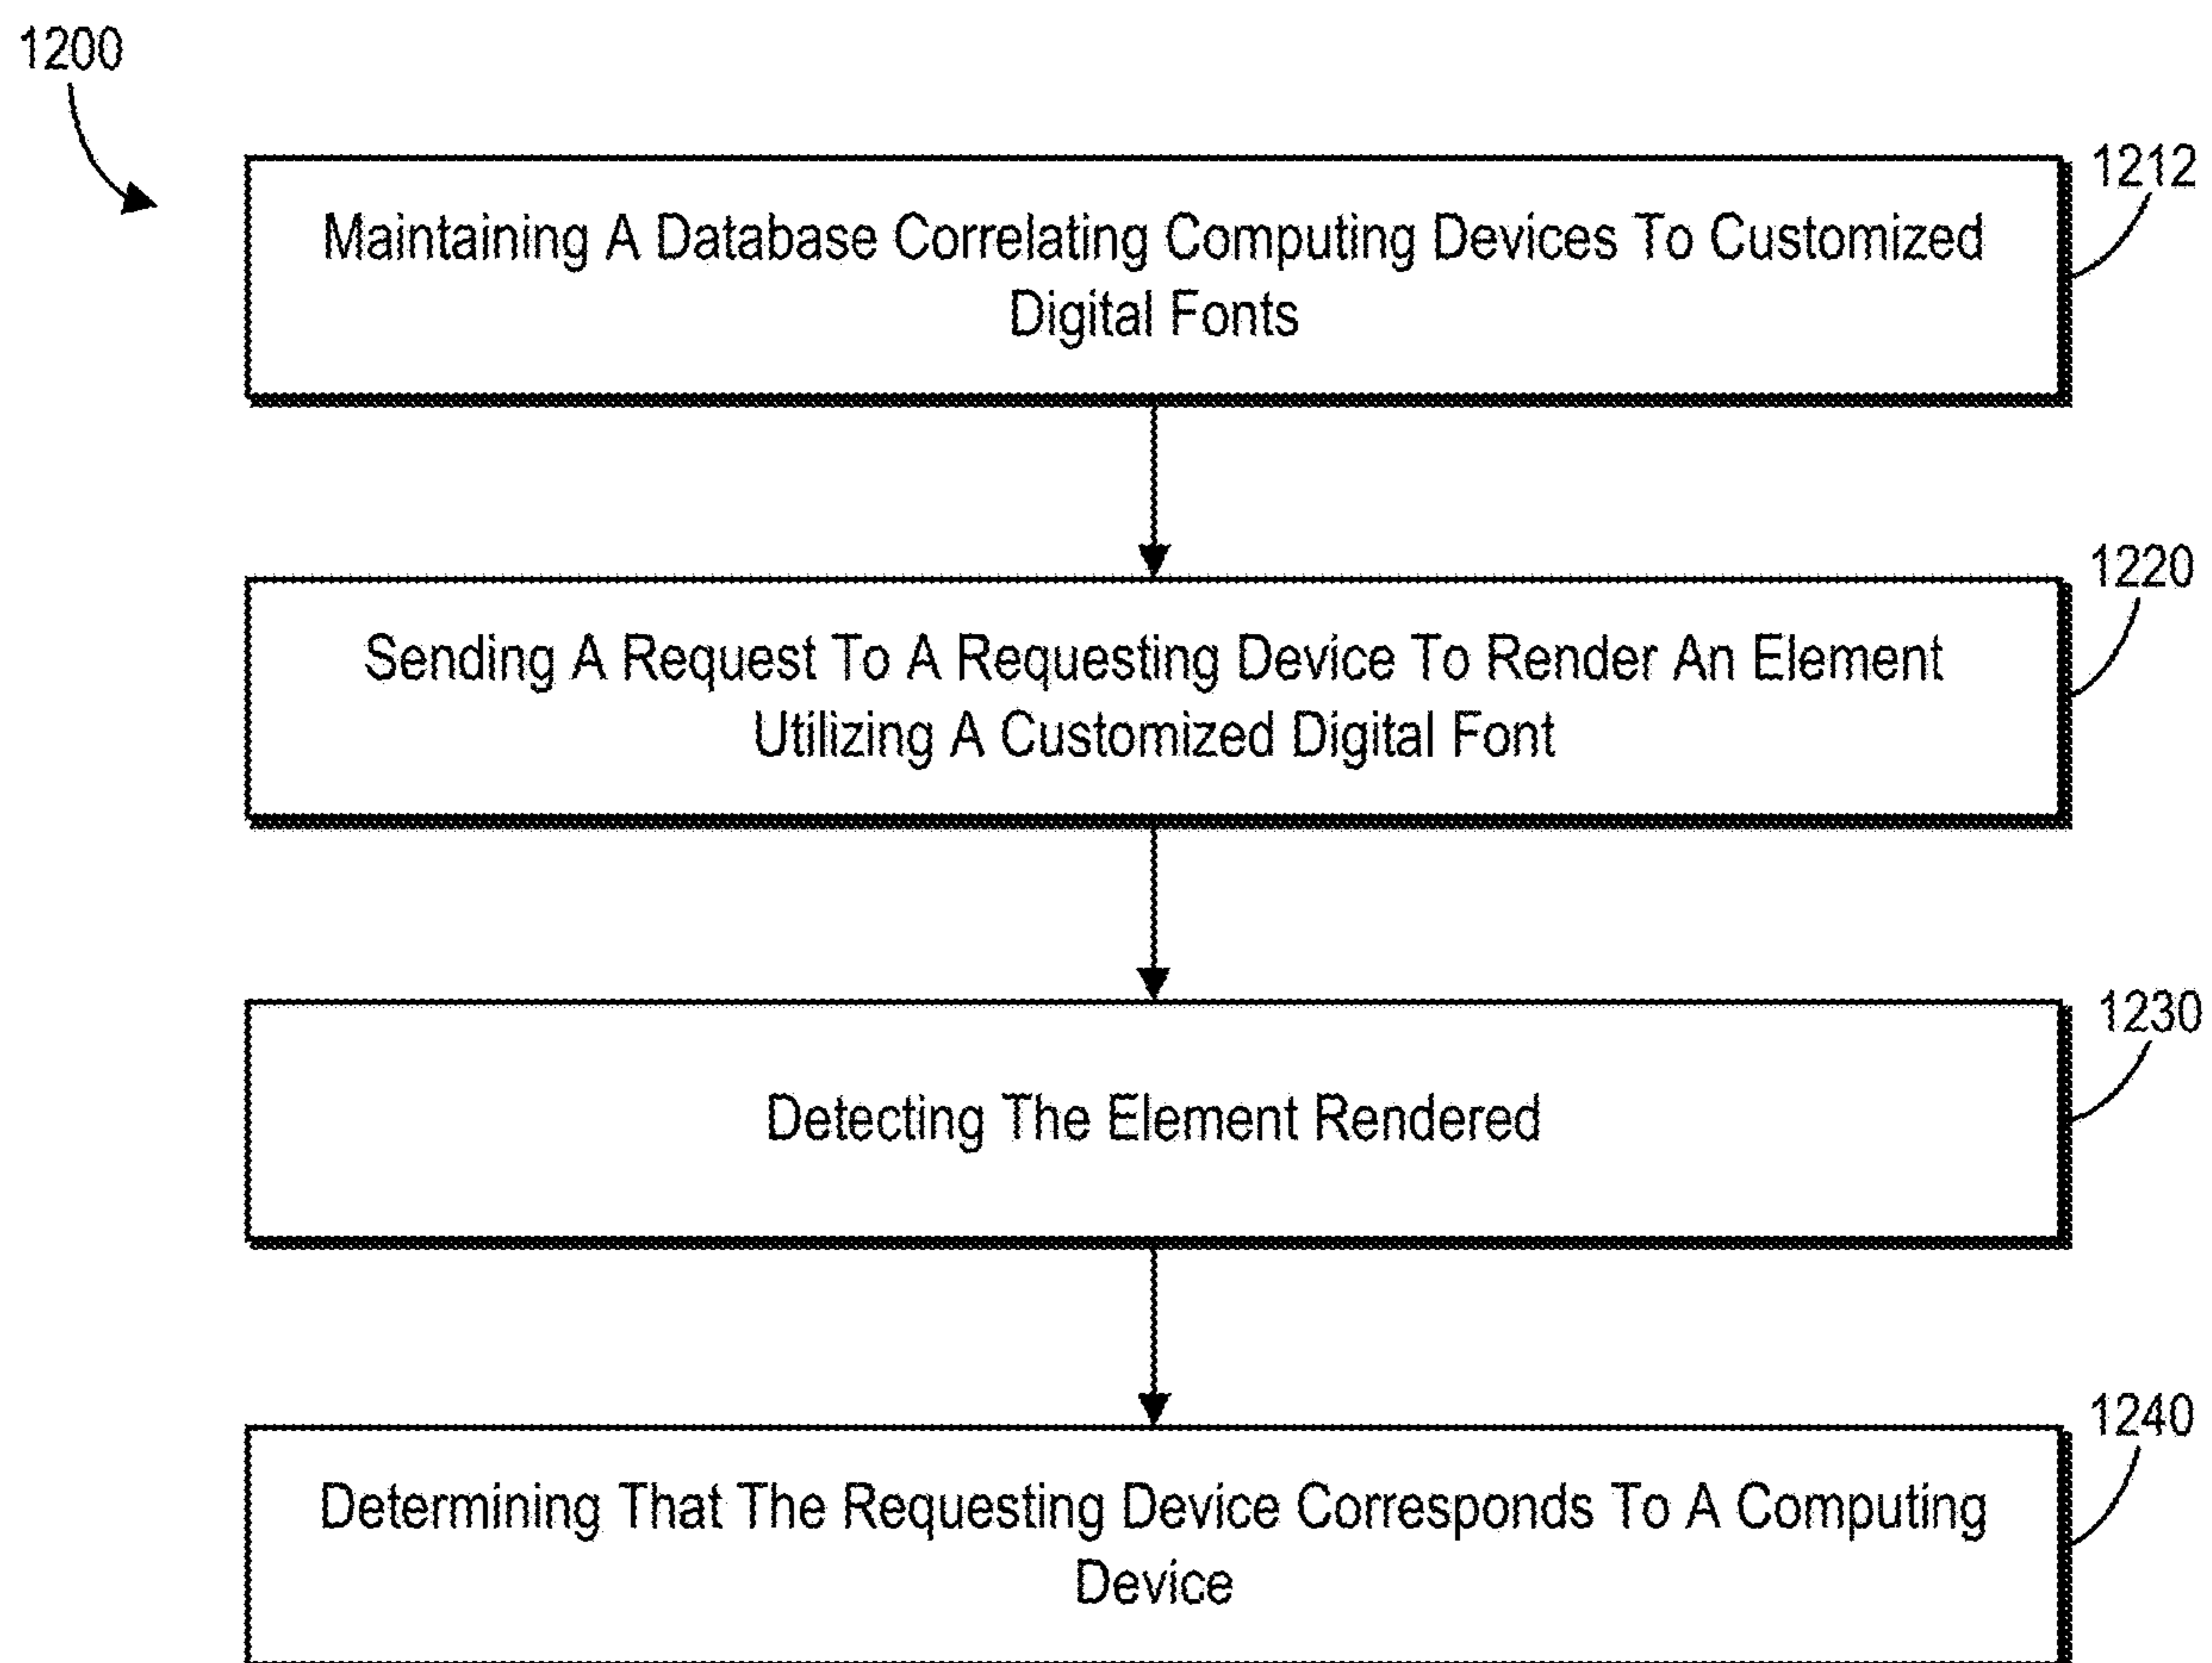 1200
1212
Maintaining A Database Correlating Computing Devices To Customized
Digital Fonts
1220
Sending A Request To A Requesting Device To Render An Element
Utilizing A Customized Digital Font
1230
Detecting The Element Rendered
1240
Determining That The Requesting Device Corresponds To A Computing
Device